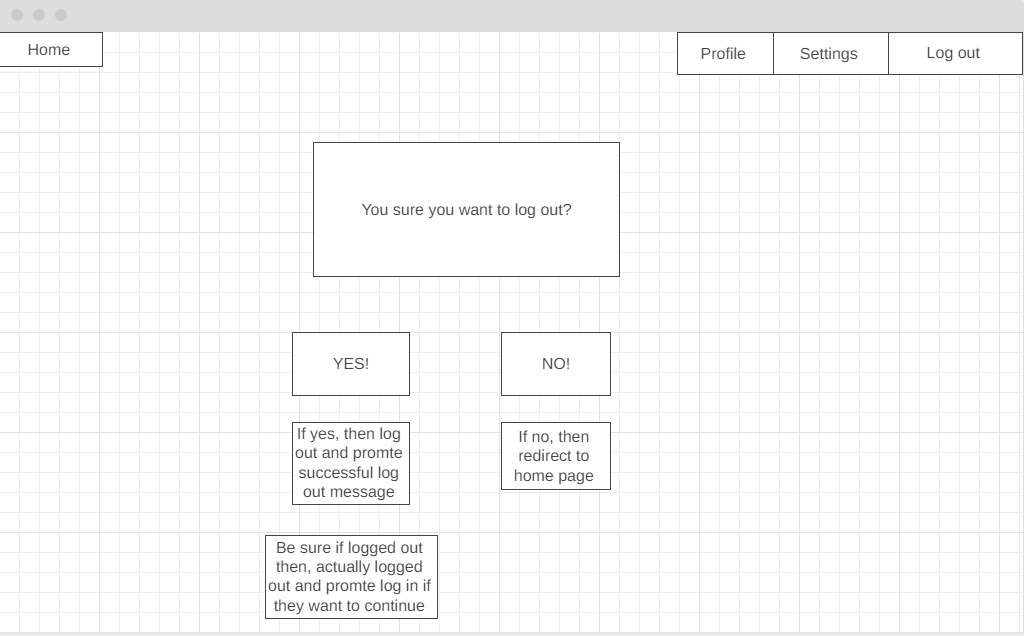 Home
Profile
Settings
Log out
You sure you want to log out?
YES!
NO!
If yes, then log
out and promte
successful log
out message
If no, then
redirect to
home page
Be sure if logged out
then, actually logged
out and promte log in if
they want to continue